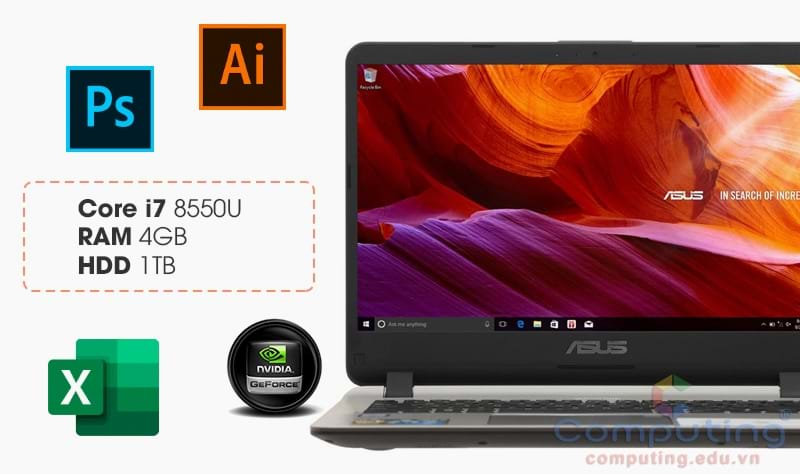 Ai
Ps
Core i7 8550U
RAM 4GB
HDD 1TB
X
NVIDIA
GEFORCE
Recycle Bin
ASUS IN SEARCH OF INCRE
Ask me anything
ASUS
Computing
computing.edu.vn